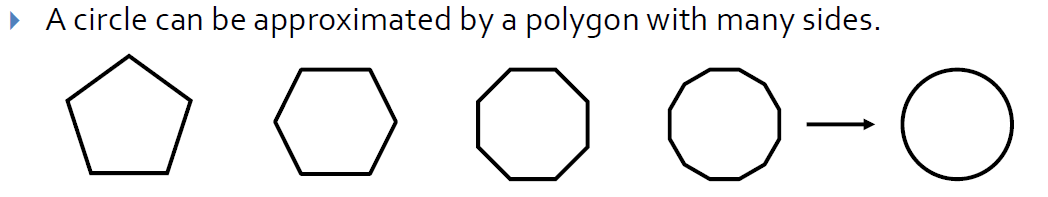 A circle can be approximated by a polygon with many sides.